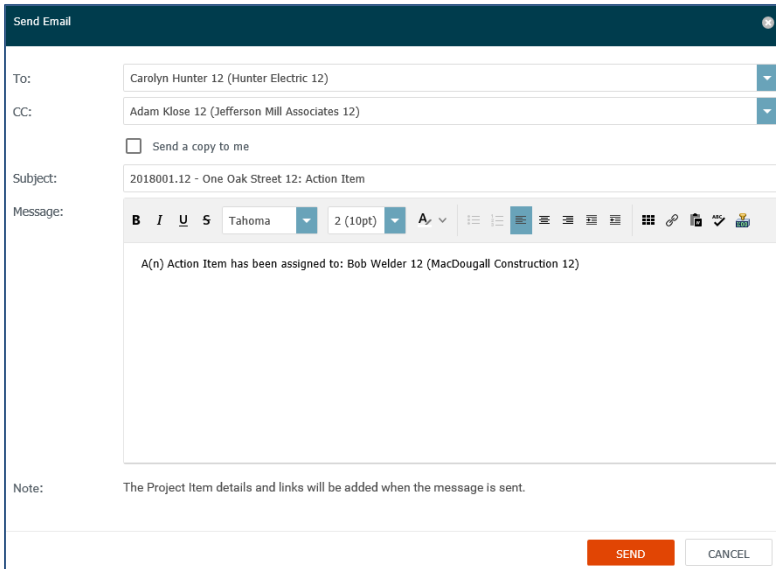 Send Email
To: Carolyn Hunter 12 (Hunter Electric 12)
CC: Adam Klose 12 (Jefferson Mill Associates 12)
Send a copy to me
Subject: 2018001.12 - One Oak Street 12: Action Item
Message:
B I U S Tahoma 2 (10pt) A ABC
A(n) Action Item has been assigned to: Bob Welder 12 (MacDougall Construction 12)
Note: The Project Item details and links will be added when the message is sent.
SEND CANCEL